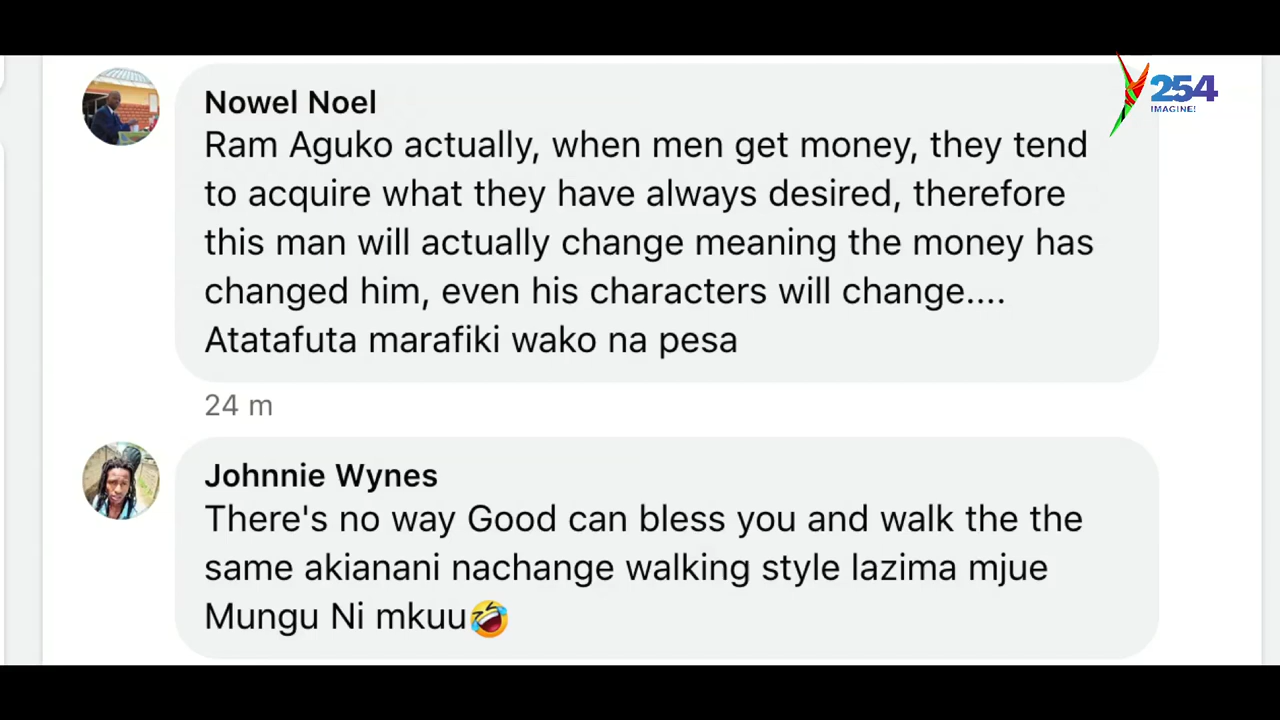 254
IMAGINE!
Nowel Noel
Ram Aguko actually, when men get money, they tend
to acquire what they have always desired, therefore
this man will actually change meaning the money has
changed him, even his characters will change....
Atatafuta marafiki wako na pesa
24 m
Johnnie Wynes
There's no way Good can bless you and walk the the
same akianani nachange walking style lazima mjue
Mungu Ni mkuu🤣